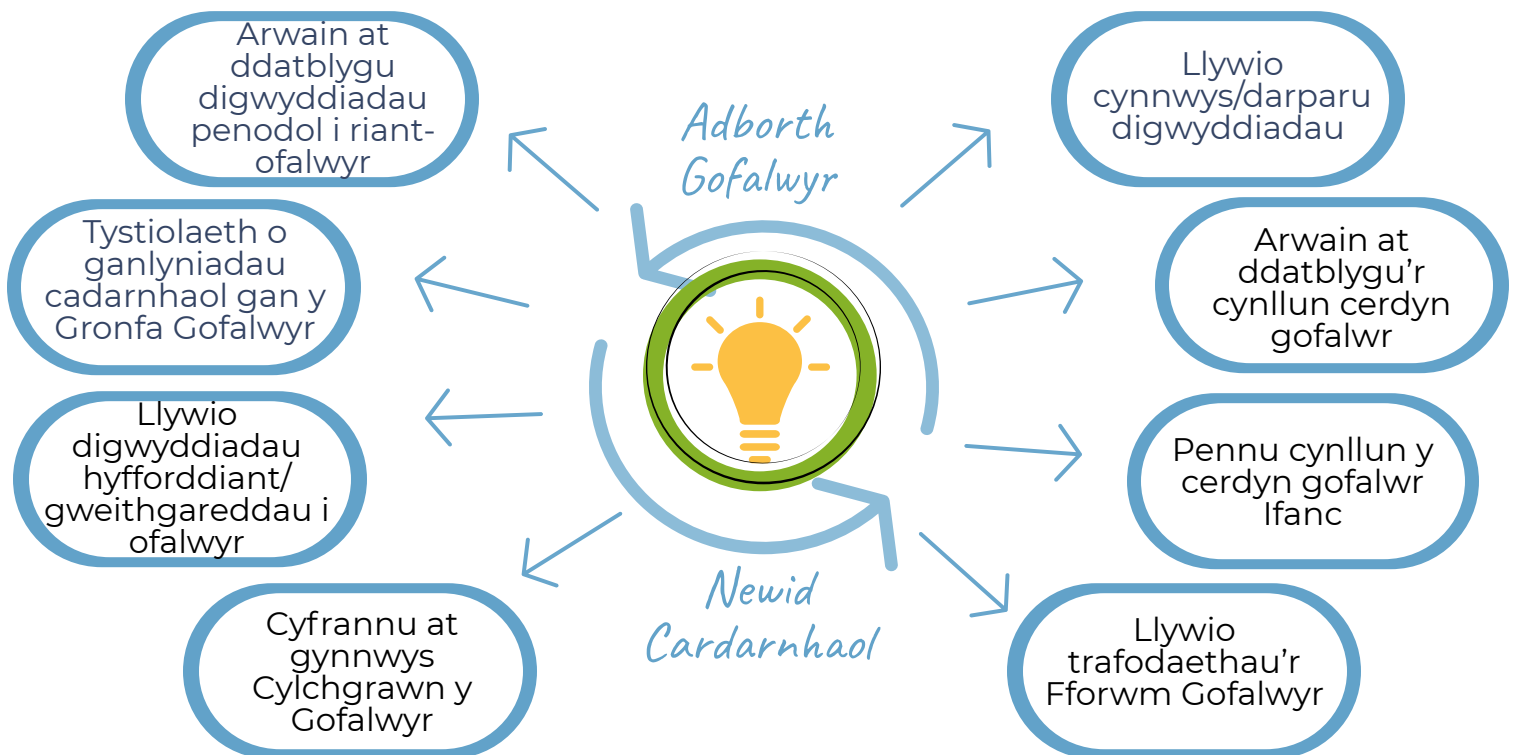 Arwain at
ddatblygu
digwyddiadau
penodol i riant-
ofalwyr
Tystiolaeth o
ganlyniadau
cadarnhaol gan y
Gronfa Gofalwyr
Llywio
digwyddiadau
hyfforddiant/
gweithgareddau i
ofalwyr
Cyfrannu at
gynnwys
Cylchgrawn y
Gofalwyr
Adborth
Gofalwyr
Newid
Cardarnhaol
Llywio
cynnwys/darparu
digwyddiadau
Arwain at
ddatblygu’r
cynllun cerdyn
gofalwr
Pennu cynllun y
cerdyn gofalwr
Ifanc
Llywio
trafodaethau’r
Fforwm Gofalwyr